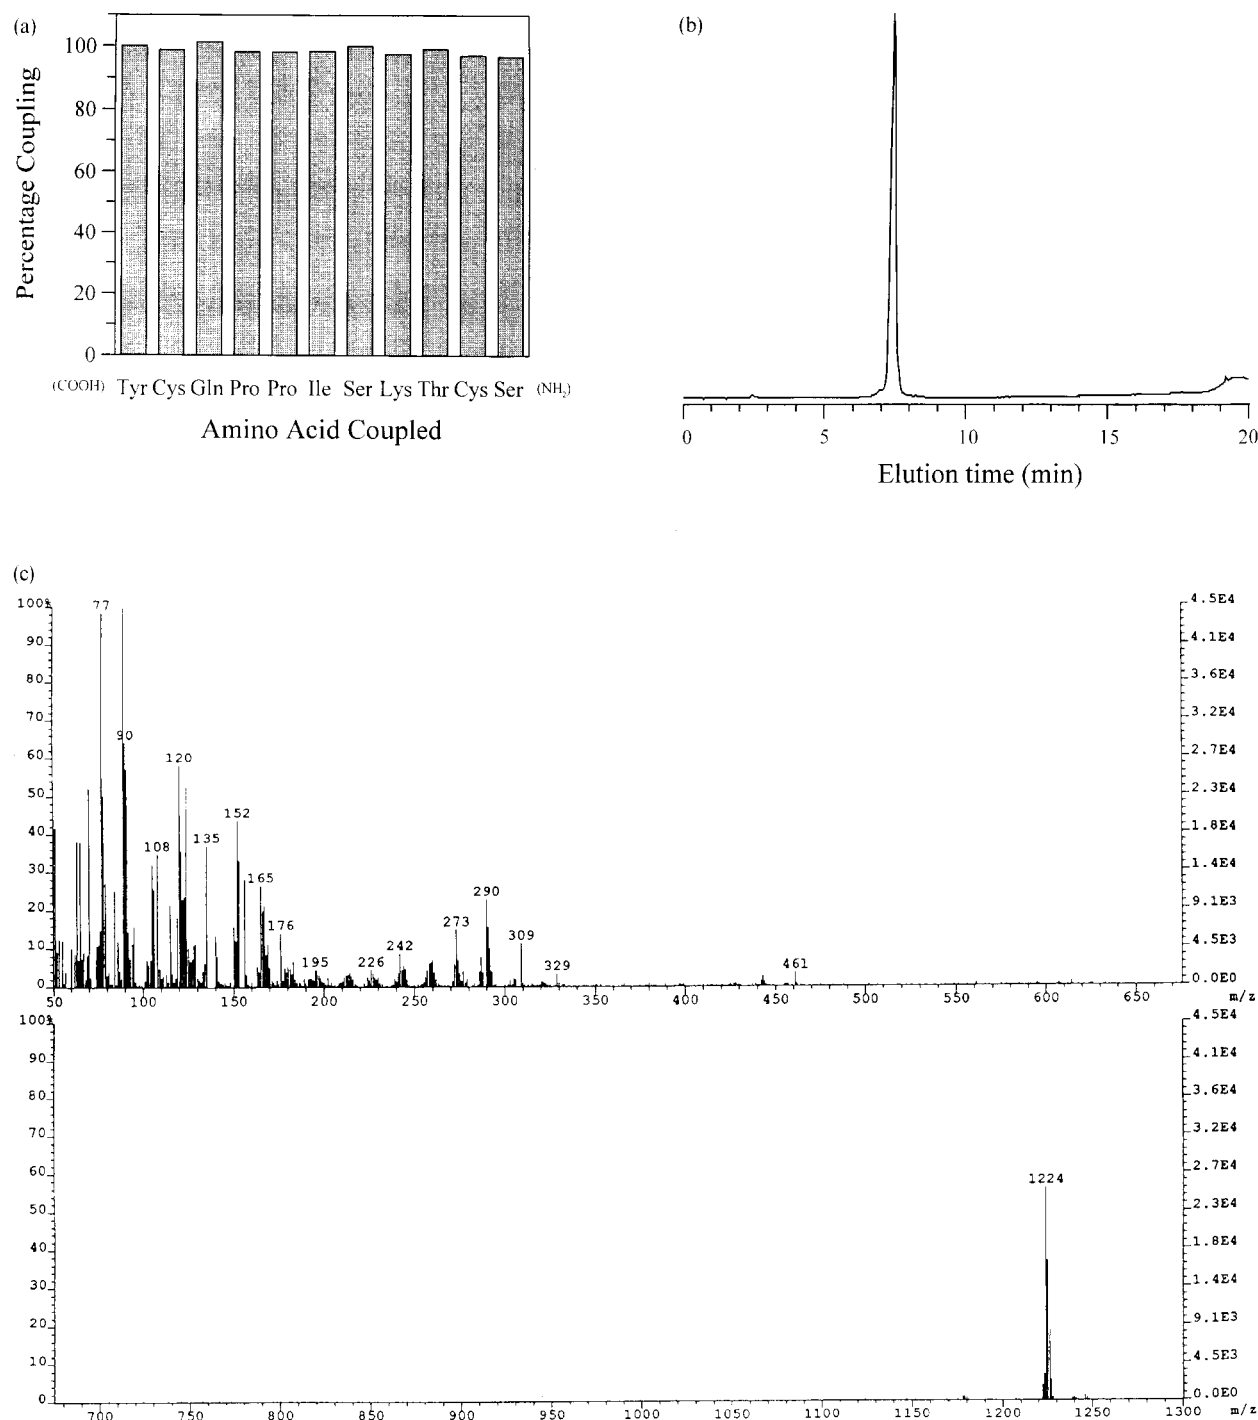 (a)
100
80
60
40
20
0
Percentage Coupling
(COOH) Tyr Cys Gln Pro Pro Ile Ser Lys Thr Cys Ser (NH2)
Amino Acid Coupled
(b)
0 5 10 15 20
Elution time (min)
(c)
100%
90
80
70
60
50
40
30
20
10
0
77
90
120
108
135
152
165
176
195
226
242
273
290
309
329
461
4.5E4
4.1E4
3.6E4
3.2E4
2.7E4
2.3E4
1.8E4
1.4E4
9.1E3
4.5E3
0.0E0
50 100 150 200 250 300 350 400 450 500 550 600 650 m/z
100%
90
80
70
60
50
40
30
20
10
0
1224
4.5E4
4.1E4
3.6E4
3.2E4
2.7E4
2.3E4
1.8E4
1.4E4
9.1E3
4.5E3
0.0E0
700 750 800 850 900 950 1000 1050 1100 1150 1200 1250 1300 m/z